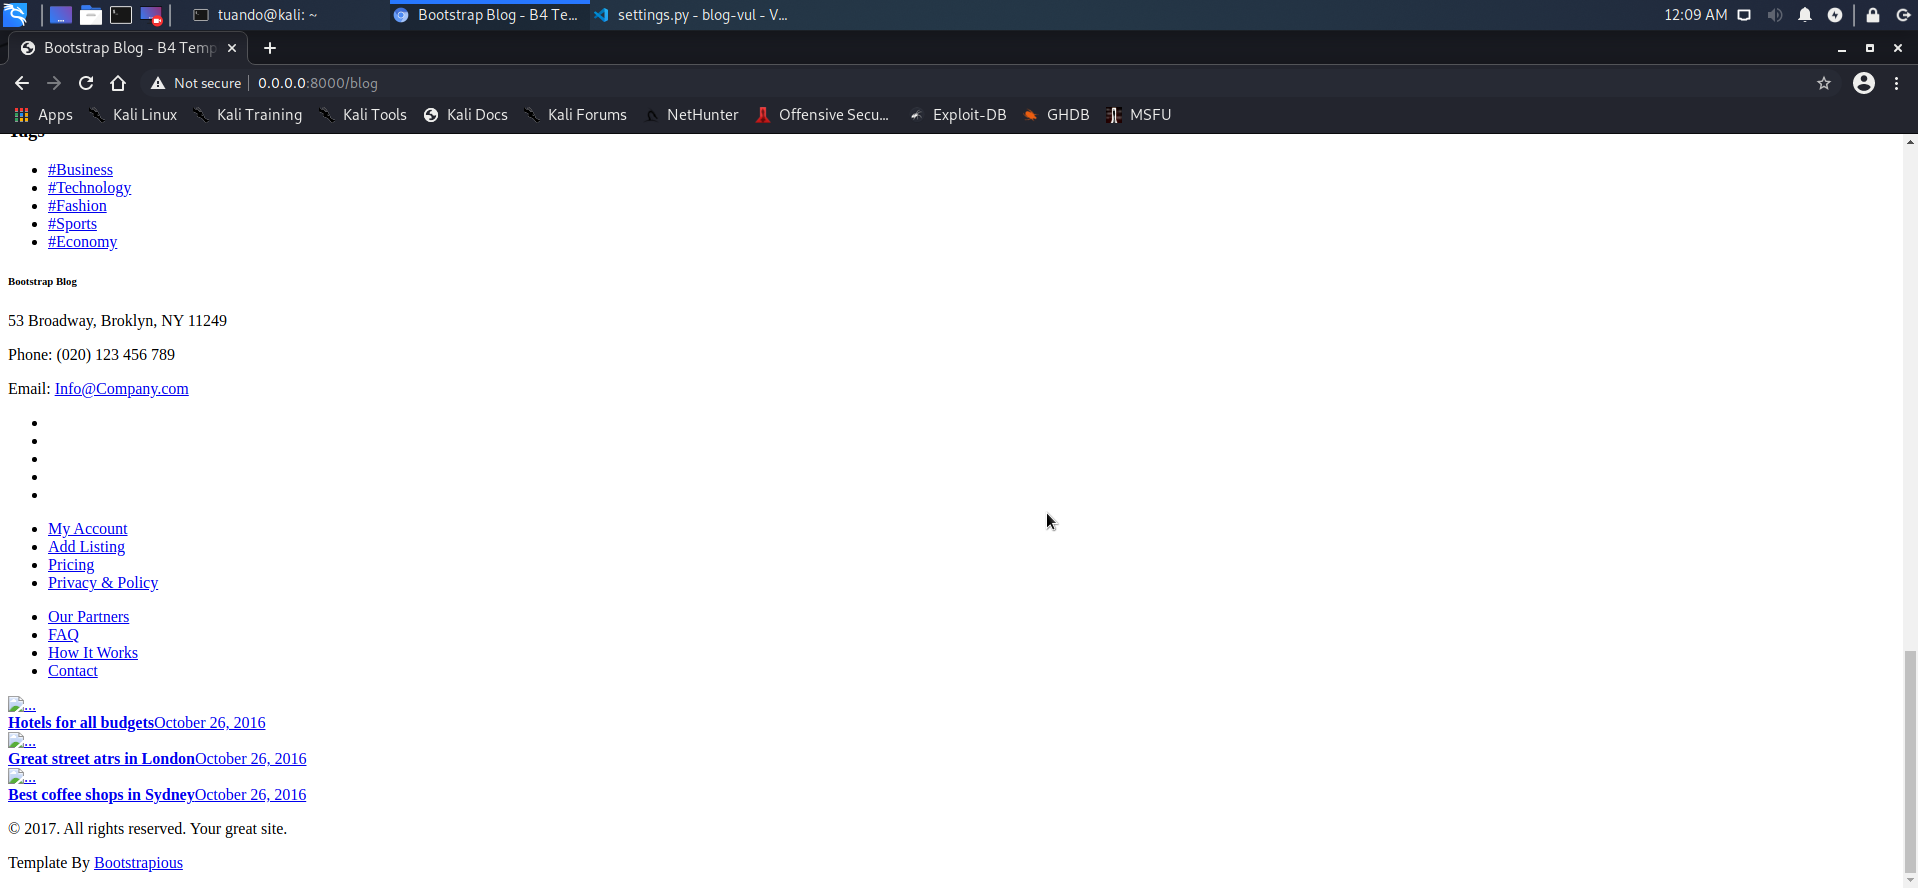 tuando@kali: ~
Bootstrap Blog - B4 Te...
settings.py - blog-vul - V...
12:09 AM
Bootstrap Blog - B4 Temp
Not secure
0.0.0.0:8000/blog
Apps
Kali Linux
Kali Training
Kali Tools
Kali Docs
Kali Forums
NetHunter
Offensive Secu...
Exploit-DB
GHDB
MSFU
Tags
#Business
#Technology
#Fashion
#Sports
#Economy
Bootstrap Blog
53 Broadway, Broklyn, NY 11249
Phone: (020) 123 456 789
Email: Info@Company.com
My Account
Add Listing
Pricing
Privacy & Policy
Our Partners
FAQ
How It Works
Contact
...
Hotels for all budgetsOctober 26, 2016
...
Great street atrs in LondonOctober 26, 2016
...
Best coffee shops in SydneyOctober 26, 2016
© 2017. All rights reserved. Your great site.
Template By Bootstrapious